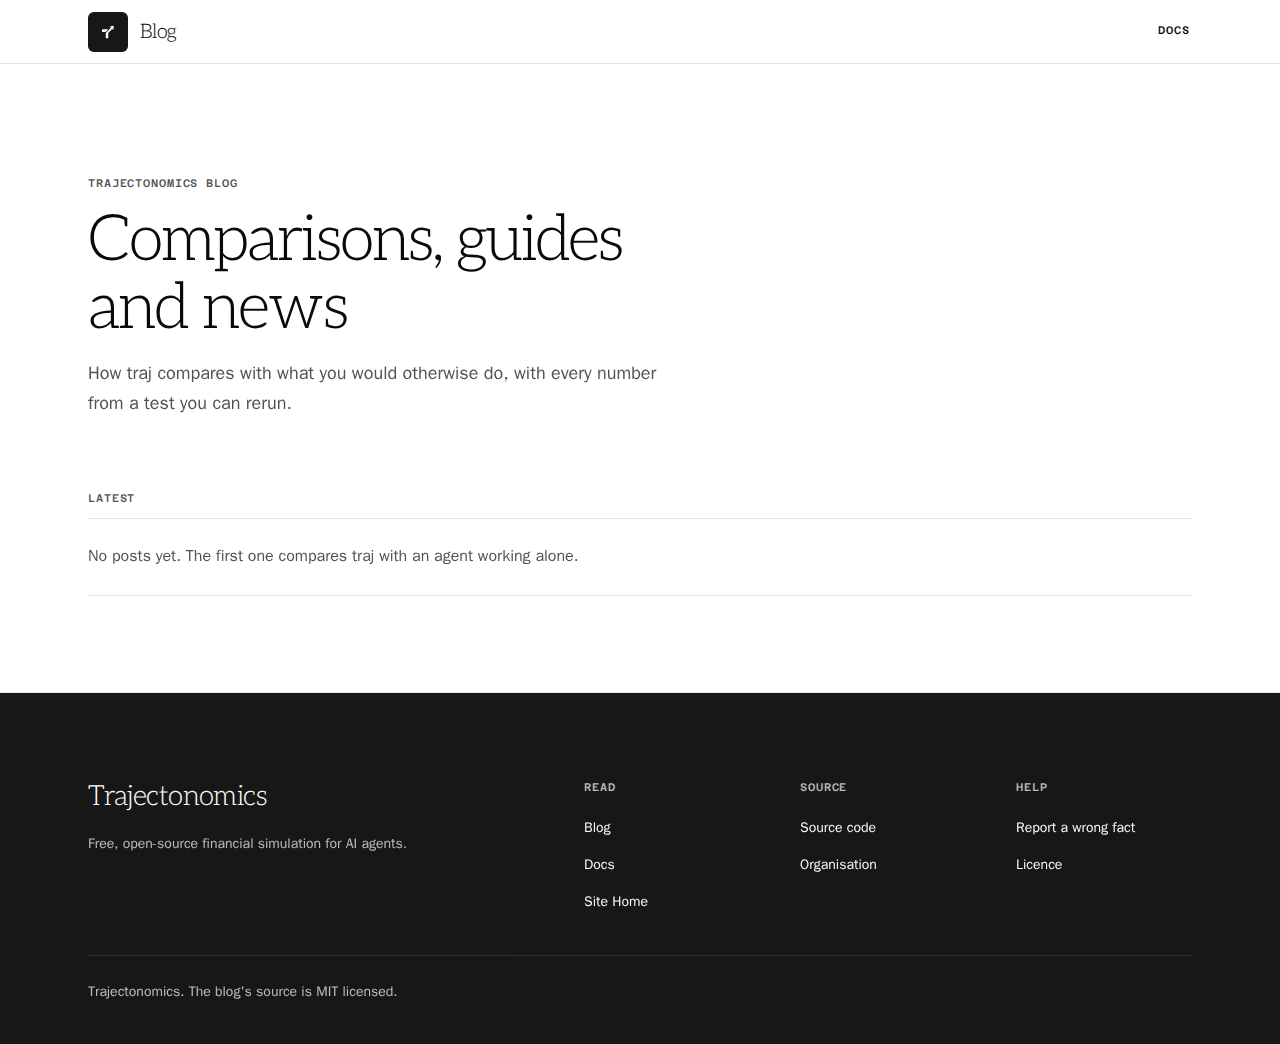 Blog
DOCS
TRAJECTONOMICS BLOG
Comparisons, guides
and news
How traj compares with what you would otherwise do, with every number
from a test you can rerun.
LATEST
No posts yet. The first one compares traj with an agent working alone.
Trajectonomics
Free, open-source financial simulation for AI agents.
READ
Blog
Docs
Site Home
SOURCE
Source code
Organisation
HELP
Report a wrong fact
Licence
Trajectonomics. The blog's source is MIT licensed.